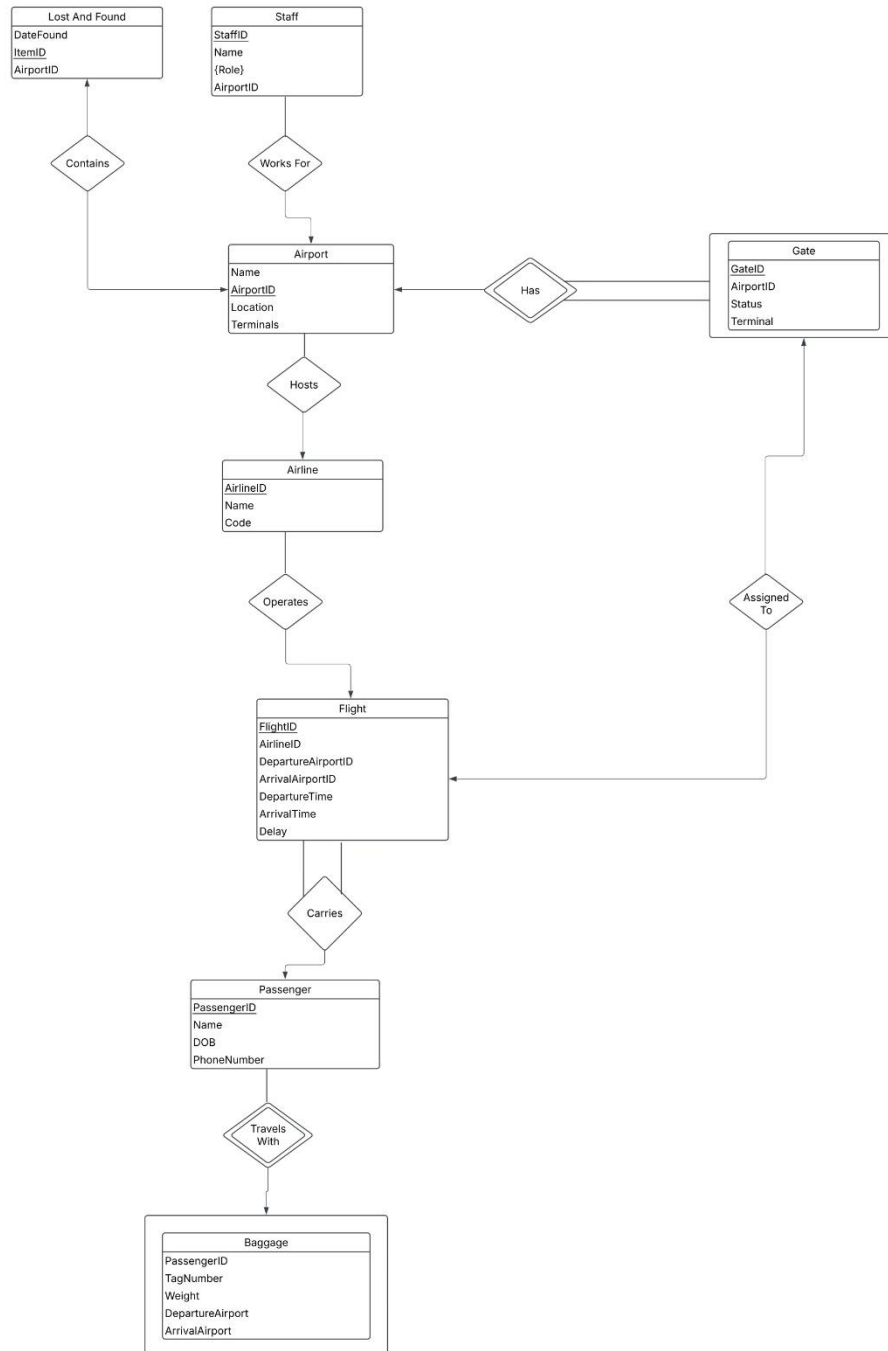 Lost And Found
DateFound
ItemID
AirportID
Staff
StaffID
Name
{Role}
AirportID
Contains
Works For
Airport
Name
AirportID
Location
Terminals
Has
Gate
GateID
AirportID
Status
Terminal
Hosts
Airline
AirlineID
Name
Code
Operates
Assigned
To
Flight
FlightID
AirlineID
DepartureAirportID
ArrivalAirportID
DepartureTime
ArrivalTime
Delay
Carries
Passenger
PassengerID
Name
DOB
PhoneNumber
Travels
With
Baggage
PassengerID
TagNumber
Weight
DepartureAirport
ArrivalAirport